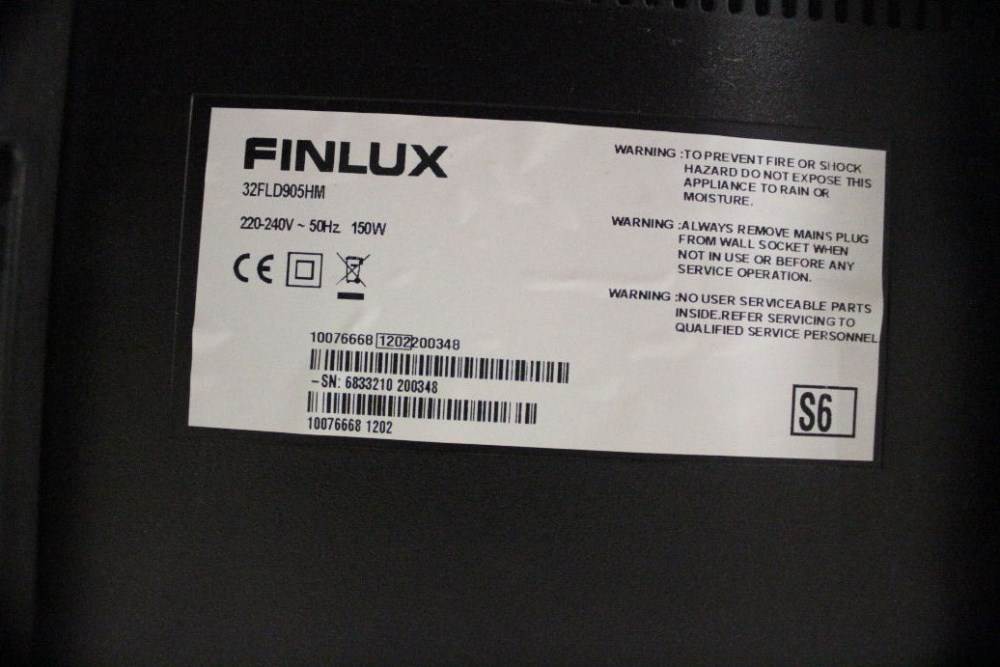 FINLUX
32FLD905HM
220-240V ~ 50Hz 150W
CE
10076668 1202 200348
-SN: 6833210 200348
10076668 1202
WARNING :TO PREVENT FIRE OR SHOCK
HAZARD DO NOT EXPOSE THIS
APPLIANCE TO RAIN OR
MOISTURE.
WARNING :ALWAYS REMOVE MAINS PLUG
FROM WALL SOCKET WHEN
NOT IN USE OR BEFORE ANY
SERVICE OPERATION.
WARNING :NO USER SERVICEABLE PARTS
INSIDE.REFER SERVICING TO
QUALIFIED SERVICE PERSONNEL
S6